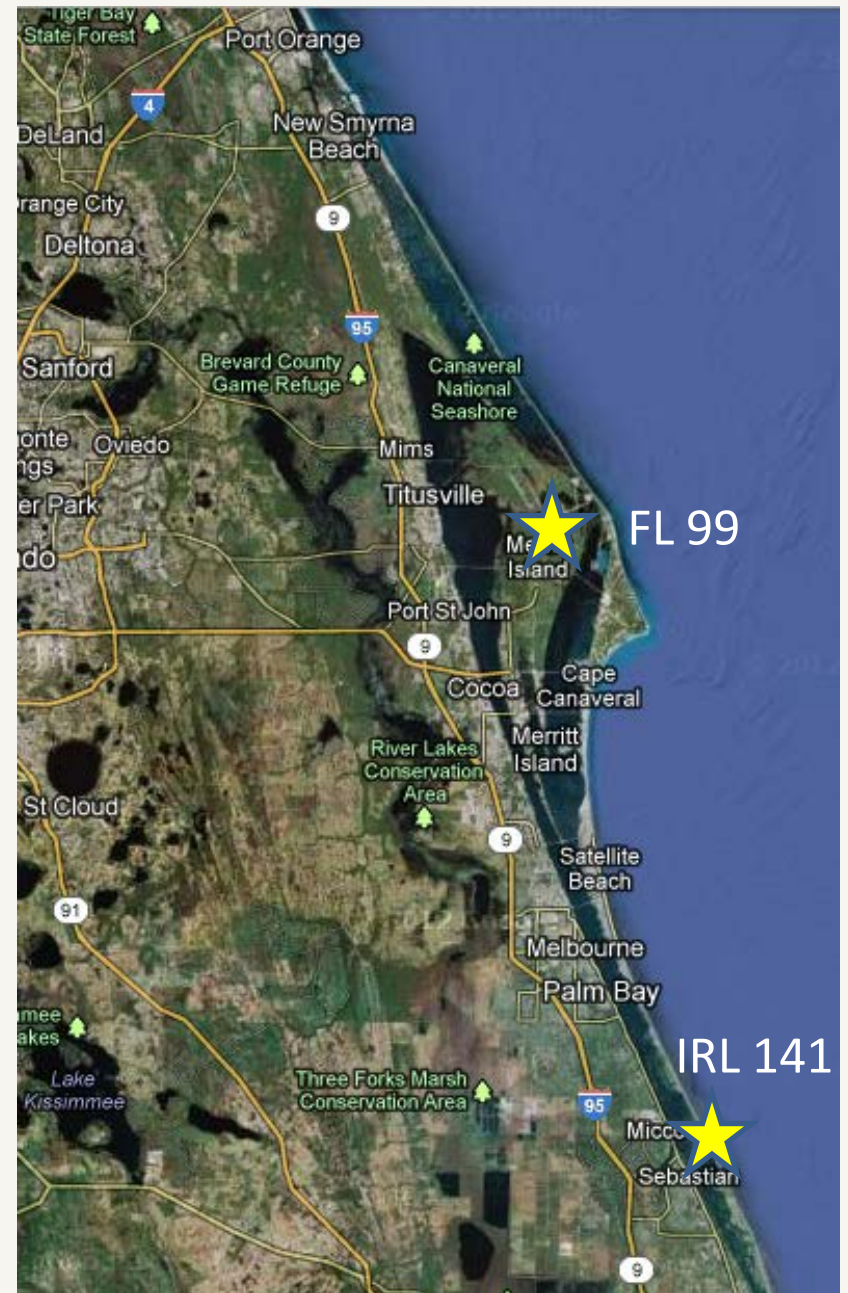 Tiger Bay
State Forest
Port Orange
4
DeLand
New Smyrna
Beach
Orange City
9
Deltona
95
Sanford
Brevard County
Game Refuge
Canaveral
National
Seashore
Oviedo
Mims
Titusville
FL 99
Island
Port St John
9
Cocoa
Cape
Canaveral
River Lakes
Conservation
Area
Merritt
Island
St Cloud
9
Satellite
Beach
91
Melbourne
Palm Bay
IRL 141
Lake
Kissimmee
Three Forks Marsh
Conservation Area
95
Micco
Sebastian
9